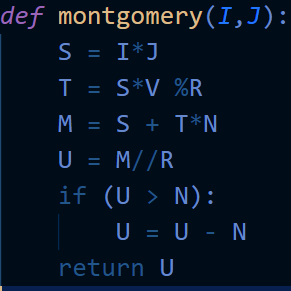 def montgomery(I,J):
    S = I*J
    T = S*V %R
    M = S + T*N
    U = M//R
    if (U > N):
        U = U - N
    return U